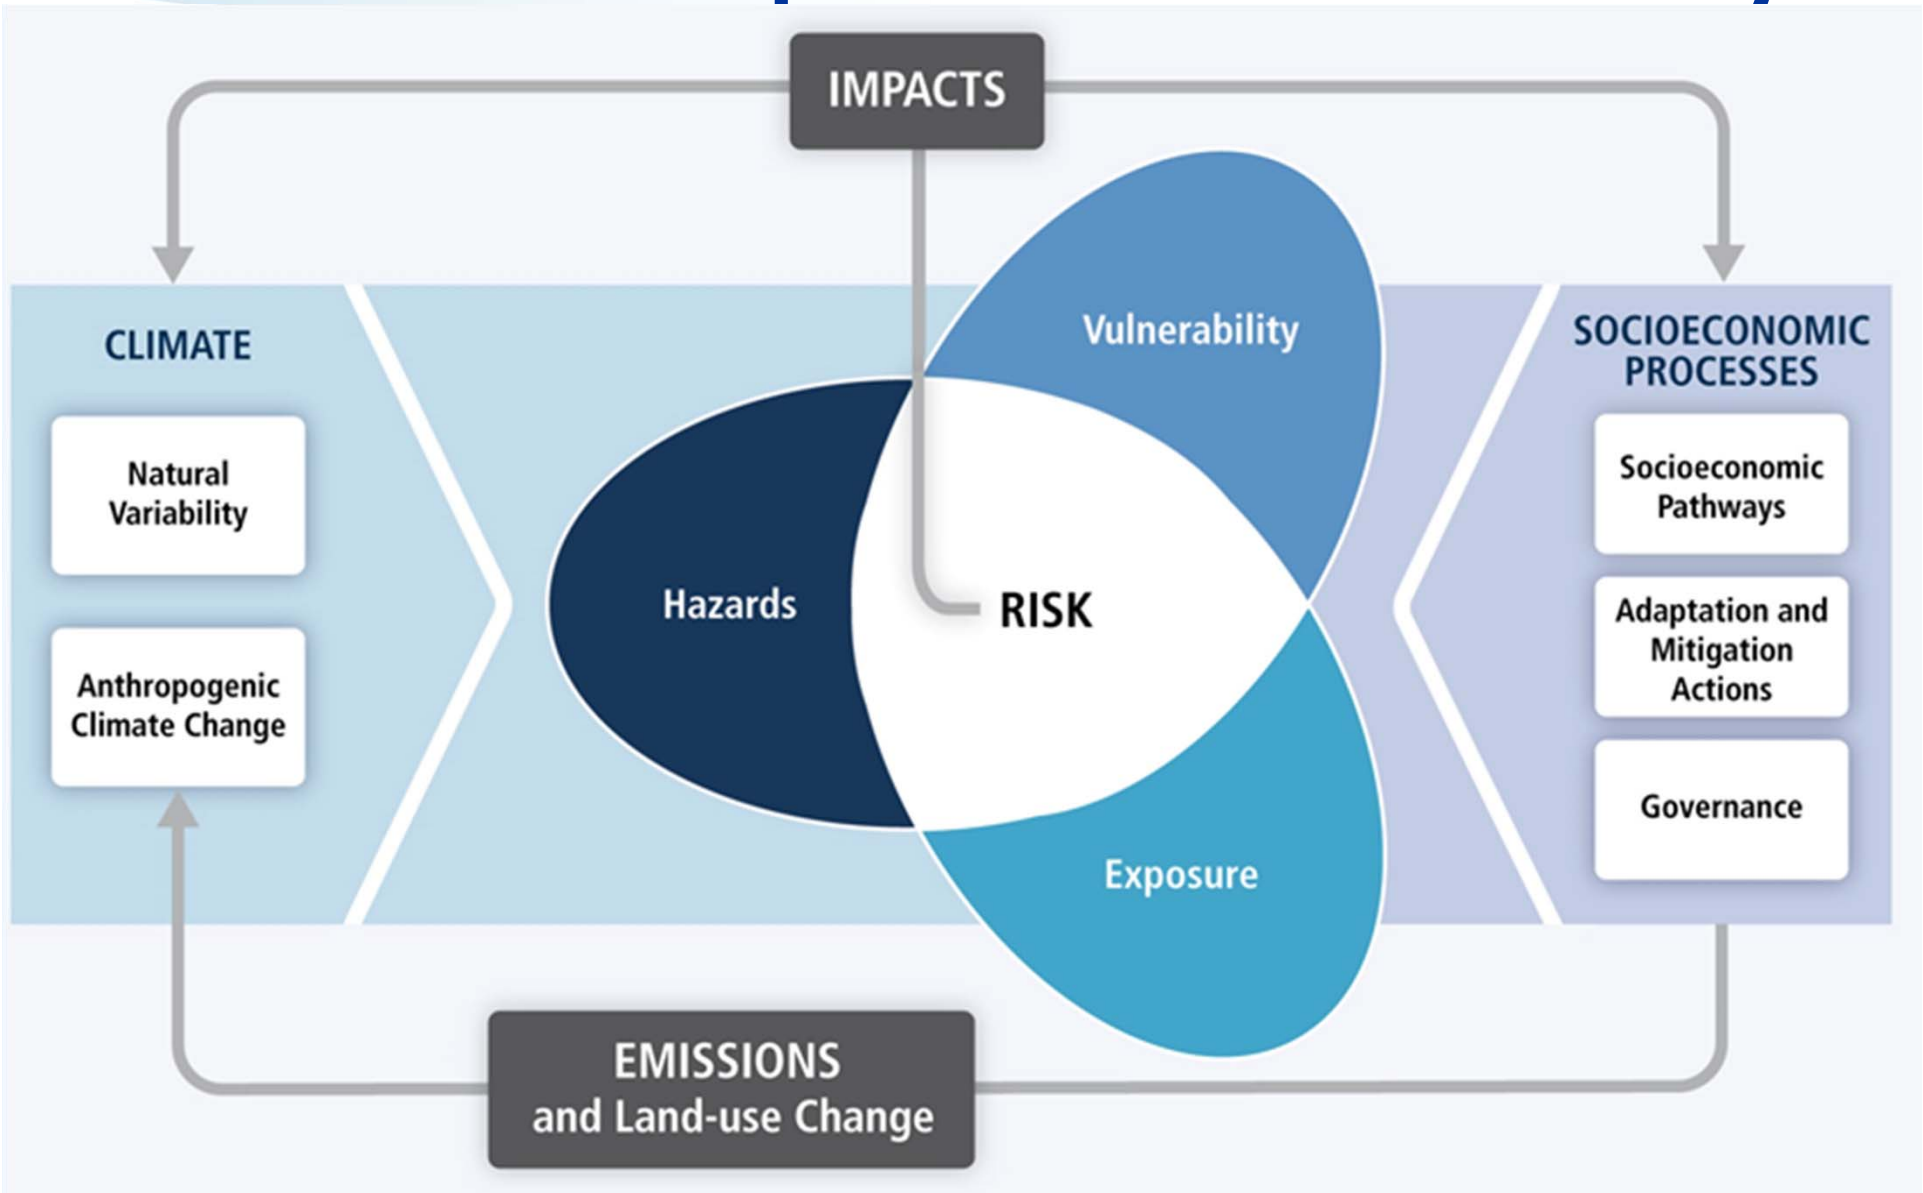 IMPACTS
CLIMATE
Natural
Variability
Anthropogenic
Climate Change
Vulnerability
Hazards
RISK
Exposure
SOCIOECONOMIC
PROCESSES
Socioeconomic
Pathways
Adaptation and
Mitigation
Actions
Governance
EMISSIONS
and Land-use Change